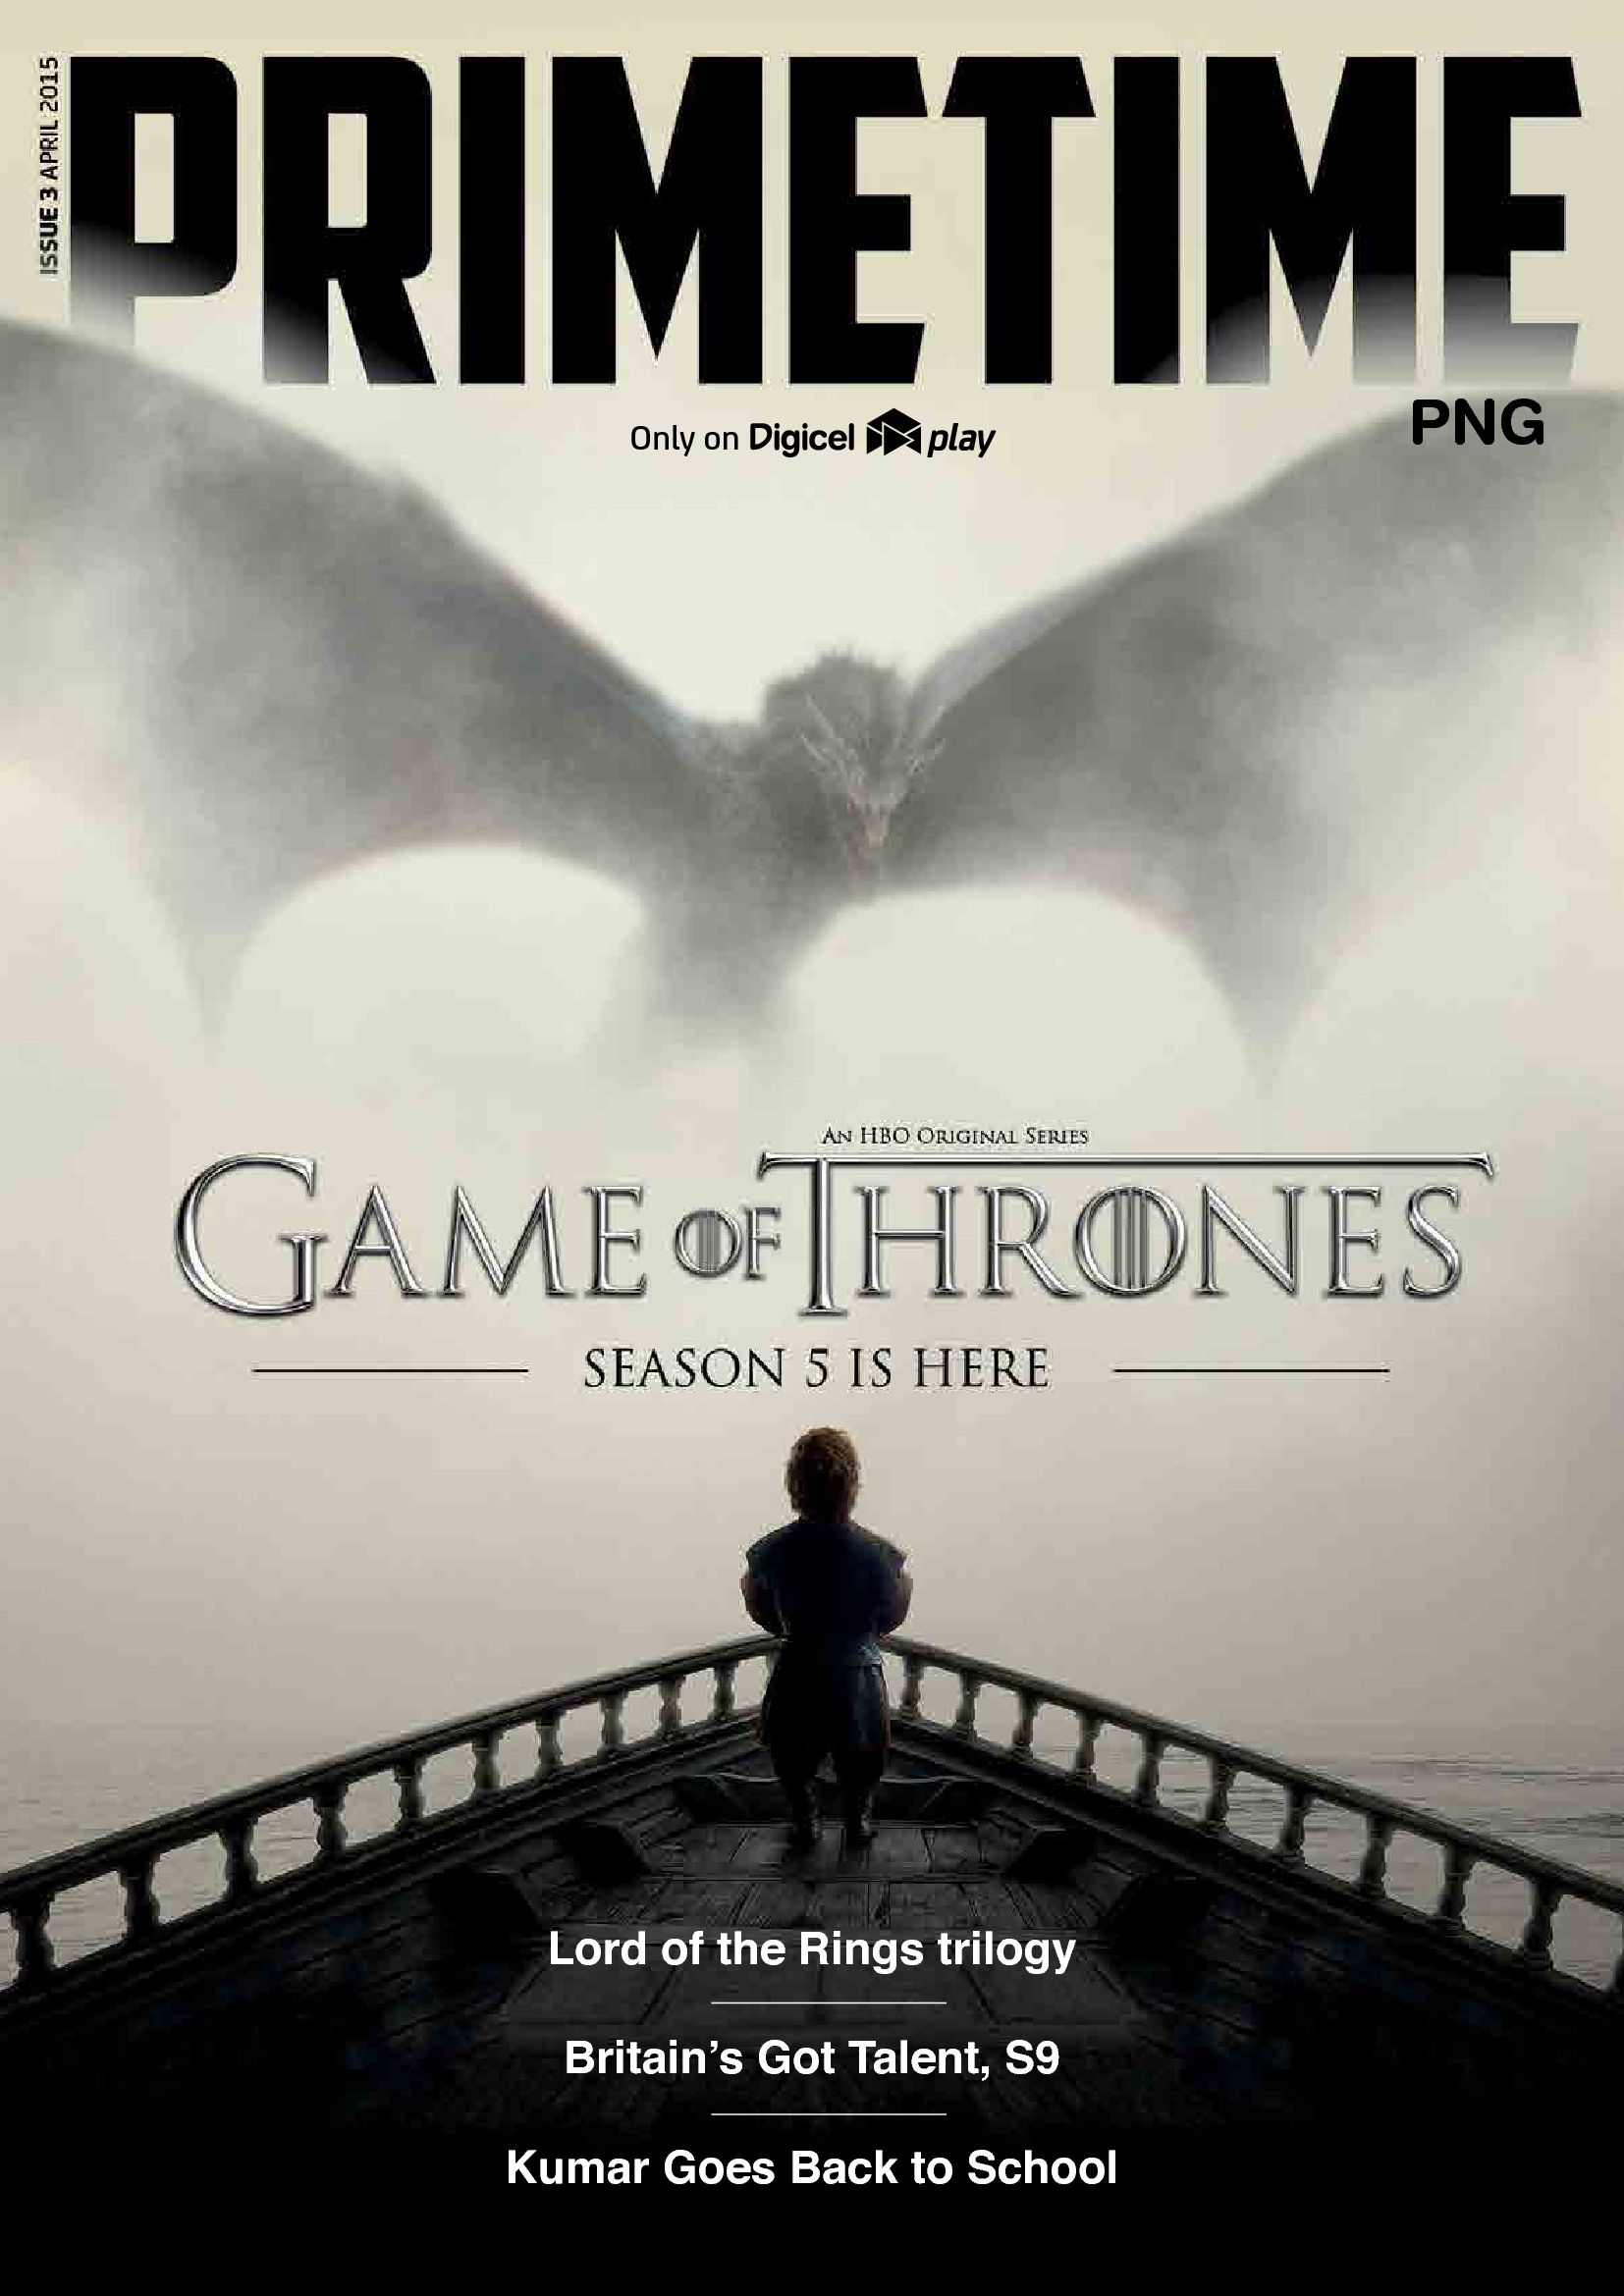 ISSUE 3 APRIL 2015
PRIMETIME
PNG
Only on Digicel play
AN HBO ORIGINAL SERIES
GAME OF THRONES
SEASON 5 IS HERE
Lord of the Rings trilogy
Britain’s Got Talent, S9
Kumar Goes Back to School